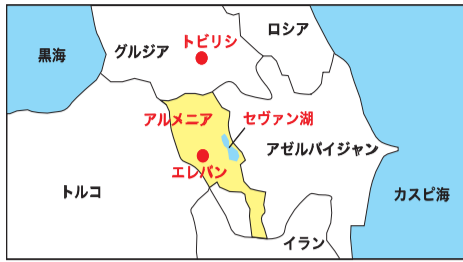 ロシア
トビリシ
グルジア
黒海
アルメニア
セヴァン湖
アゼルバイジャン
エレバン
トルコ
カスピ海
イラン